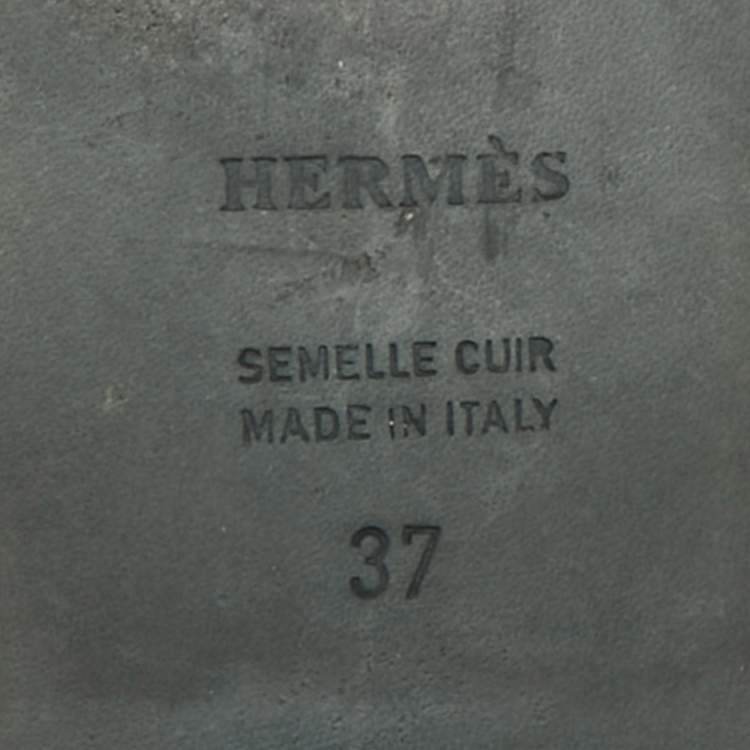 HERMÈS
SEMELLE CUIR
MADE IN ITALY
37